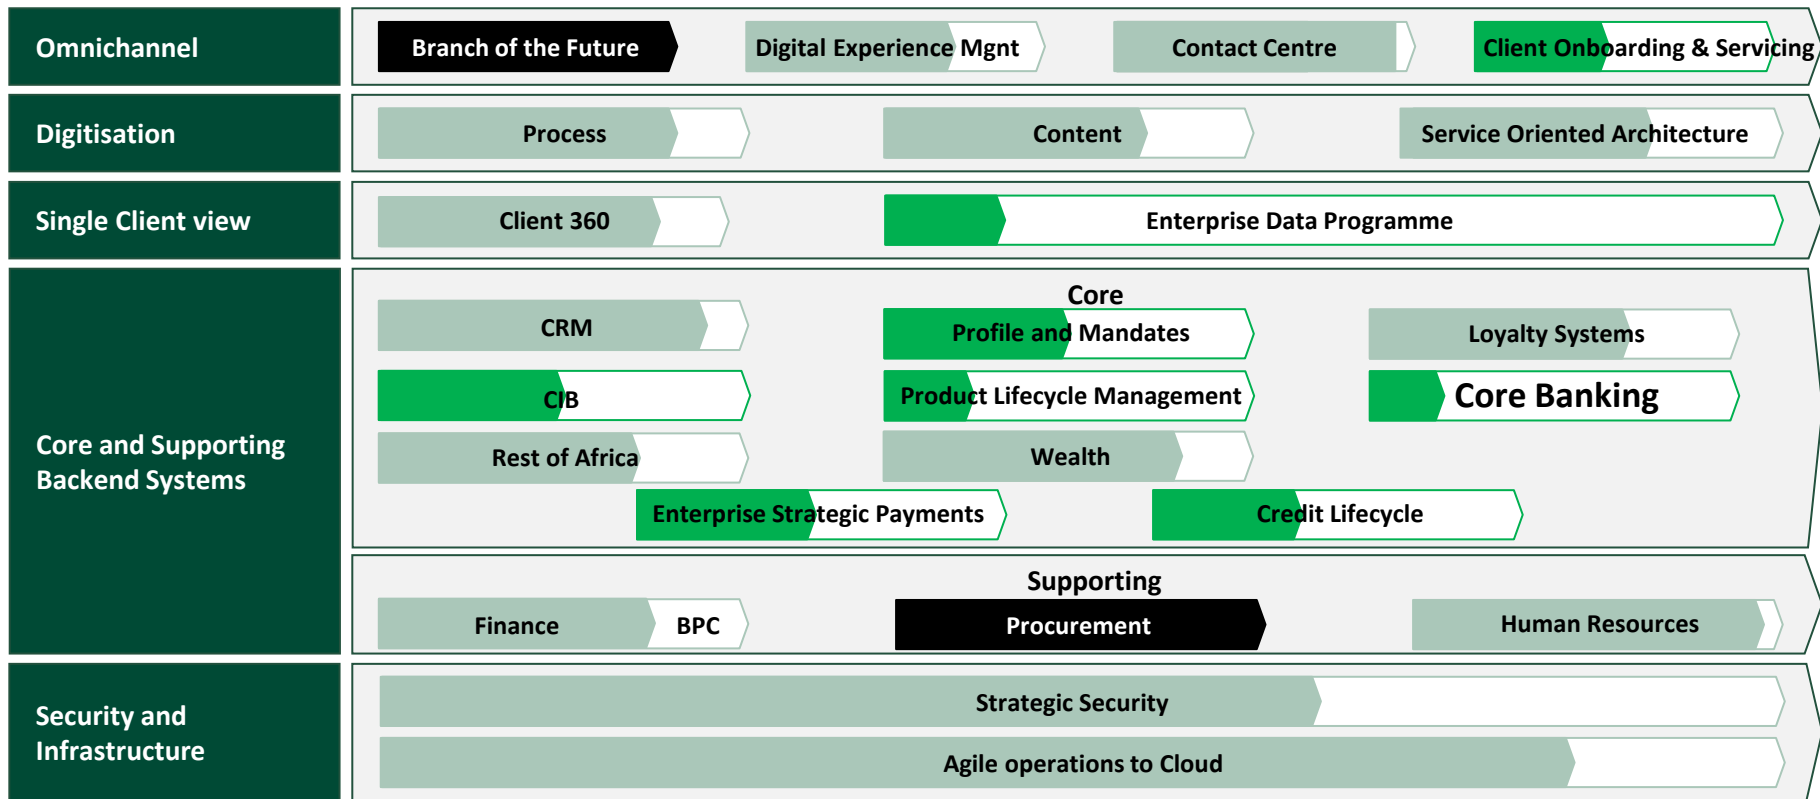 Omnichannel
Branch of the Future
Digital Experience Mgnt
Contact Centre
Client Onboarding & Servicing
Digitisation
Process
Content
Service Oriented Architecture
Single Client view
Client 360
Enterprise Data Programme
Core and Supporting
Backend Systems
Core
CRM
Profile and Mandates
Loyalty Systems
CIB
Product Lifecycle Management
Core Banking
Rest of Africa
Wealth
Enterprise Strategic Payments
Credit Lifecycle
Supporting
Finance
BPC
Procurement
Human Resources
Security and
Infrastructure
Strategic Security
Agile operations to Cloud